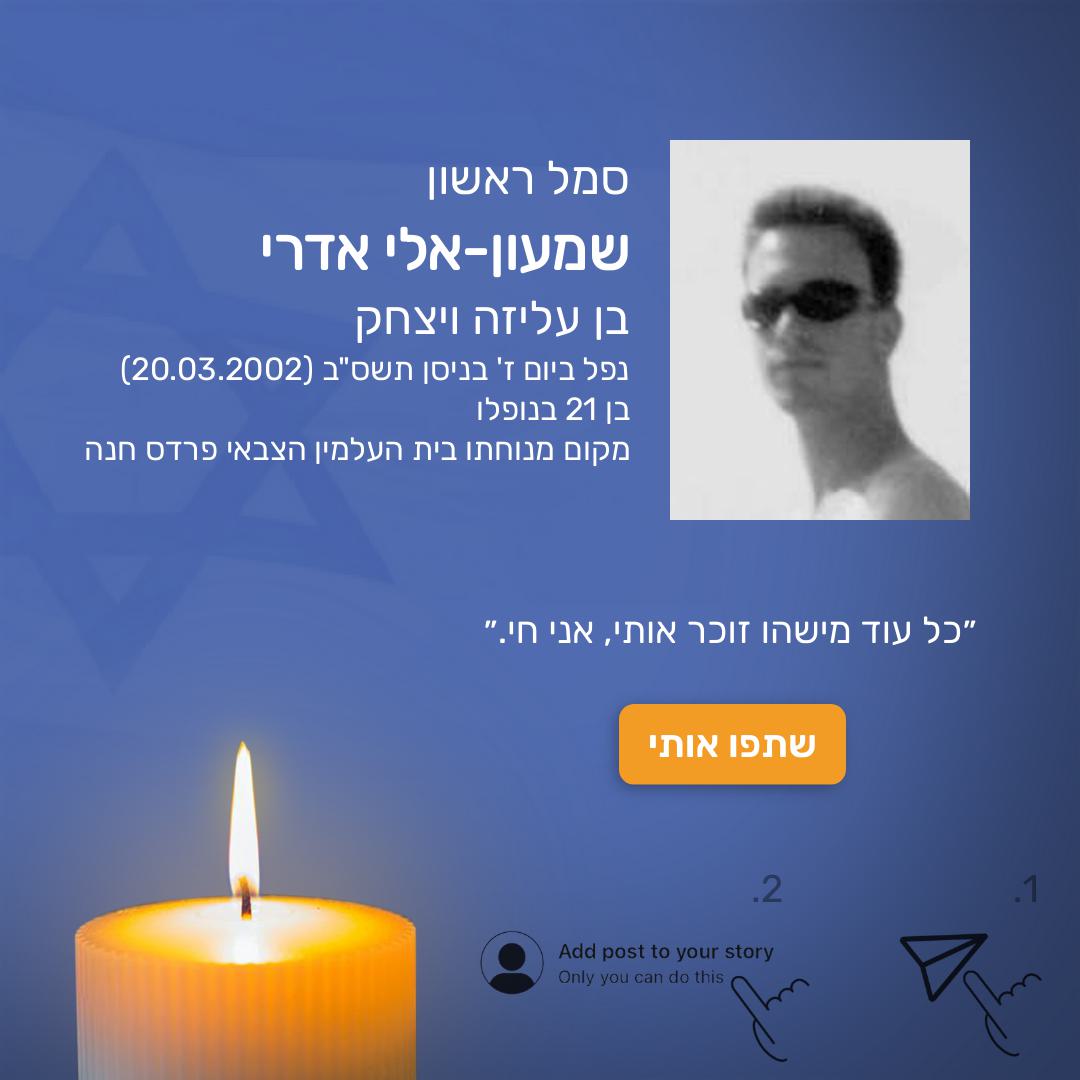 סמל ראשון
שמעון-אלי אדרי
בן עליזה ויצחק
נפל ביום ז' בניסן תשס"ב (20.03.2002)
בן 21 בנופלו
מקום מנוחתו בית העלמין הצבאי פרדס חנה
״כל עוד מישהו זוכר אותי, אני חי.״
שתפו אותי
.1
.2
Add post to your story
Only you can do this